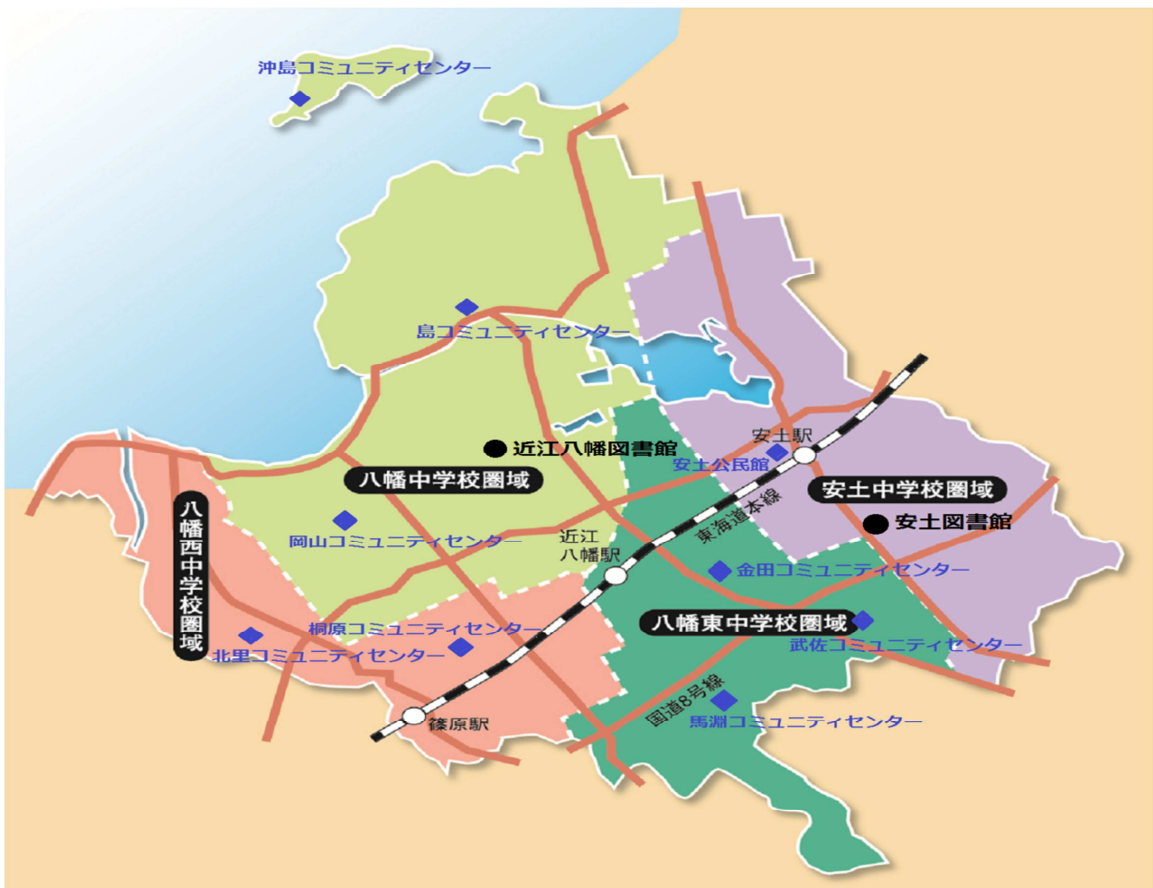 沖島コミュニティセンター
島コミュニティセンター
近江八幡図書館
安土駅
安土公民館
八幡中学校圏域
安土中学校圏域
八幡西中学校圏域
安土図書館
東海道本線
岡山コミュニティセンター
近江
八幡駅
金田コミュニティセンター
八幡東中学校圏域
桐原コミュニティセンター
武佐コミュニティセンター
北里コミュニティセンター
国道8号線
馬淵コミュニティセンター
篠原駅